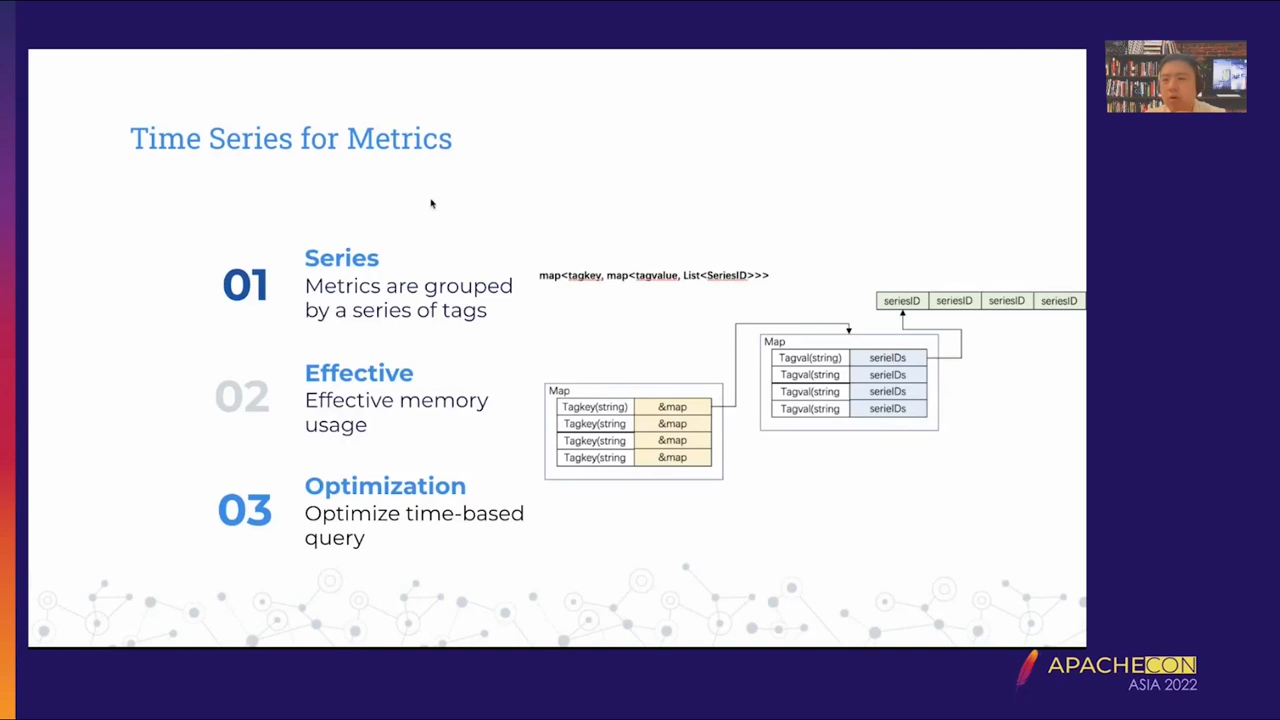 Time Series for Metrics
01
Series
Metrics are grouped
by a series of tags
02
Effective
Effective memory
usage
03
Optimization
Optimize time-based
query
map<tagkey, map<tagvalue, List<SeriesID>>>
seriesID seriesID seriesID seriesID
Map
Tagval(string) serieIDs
Tagval(string serieIDs
Tagval(string serieIDs
Tagval(string serieIDs
Map
Tagkey(string) &map
Tagkey(string &map
Tagkey(string &map
Tagkey(string &map
APACHECON
ASIA 2022